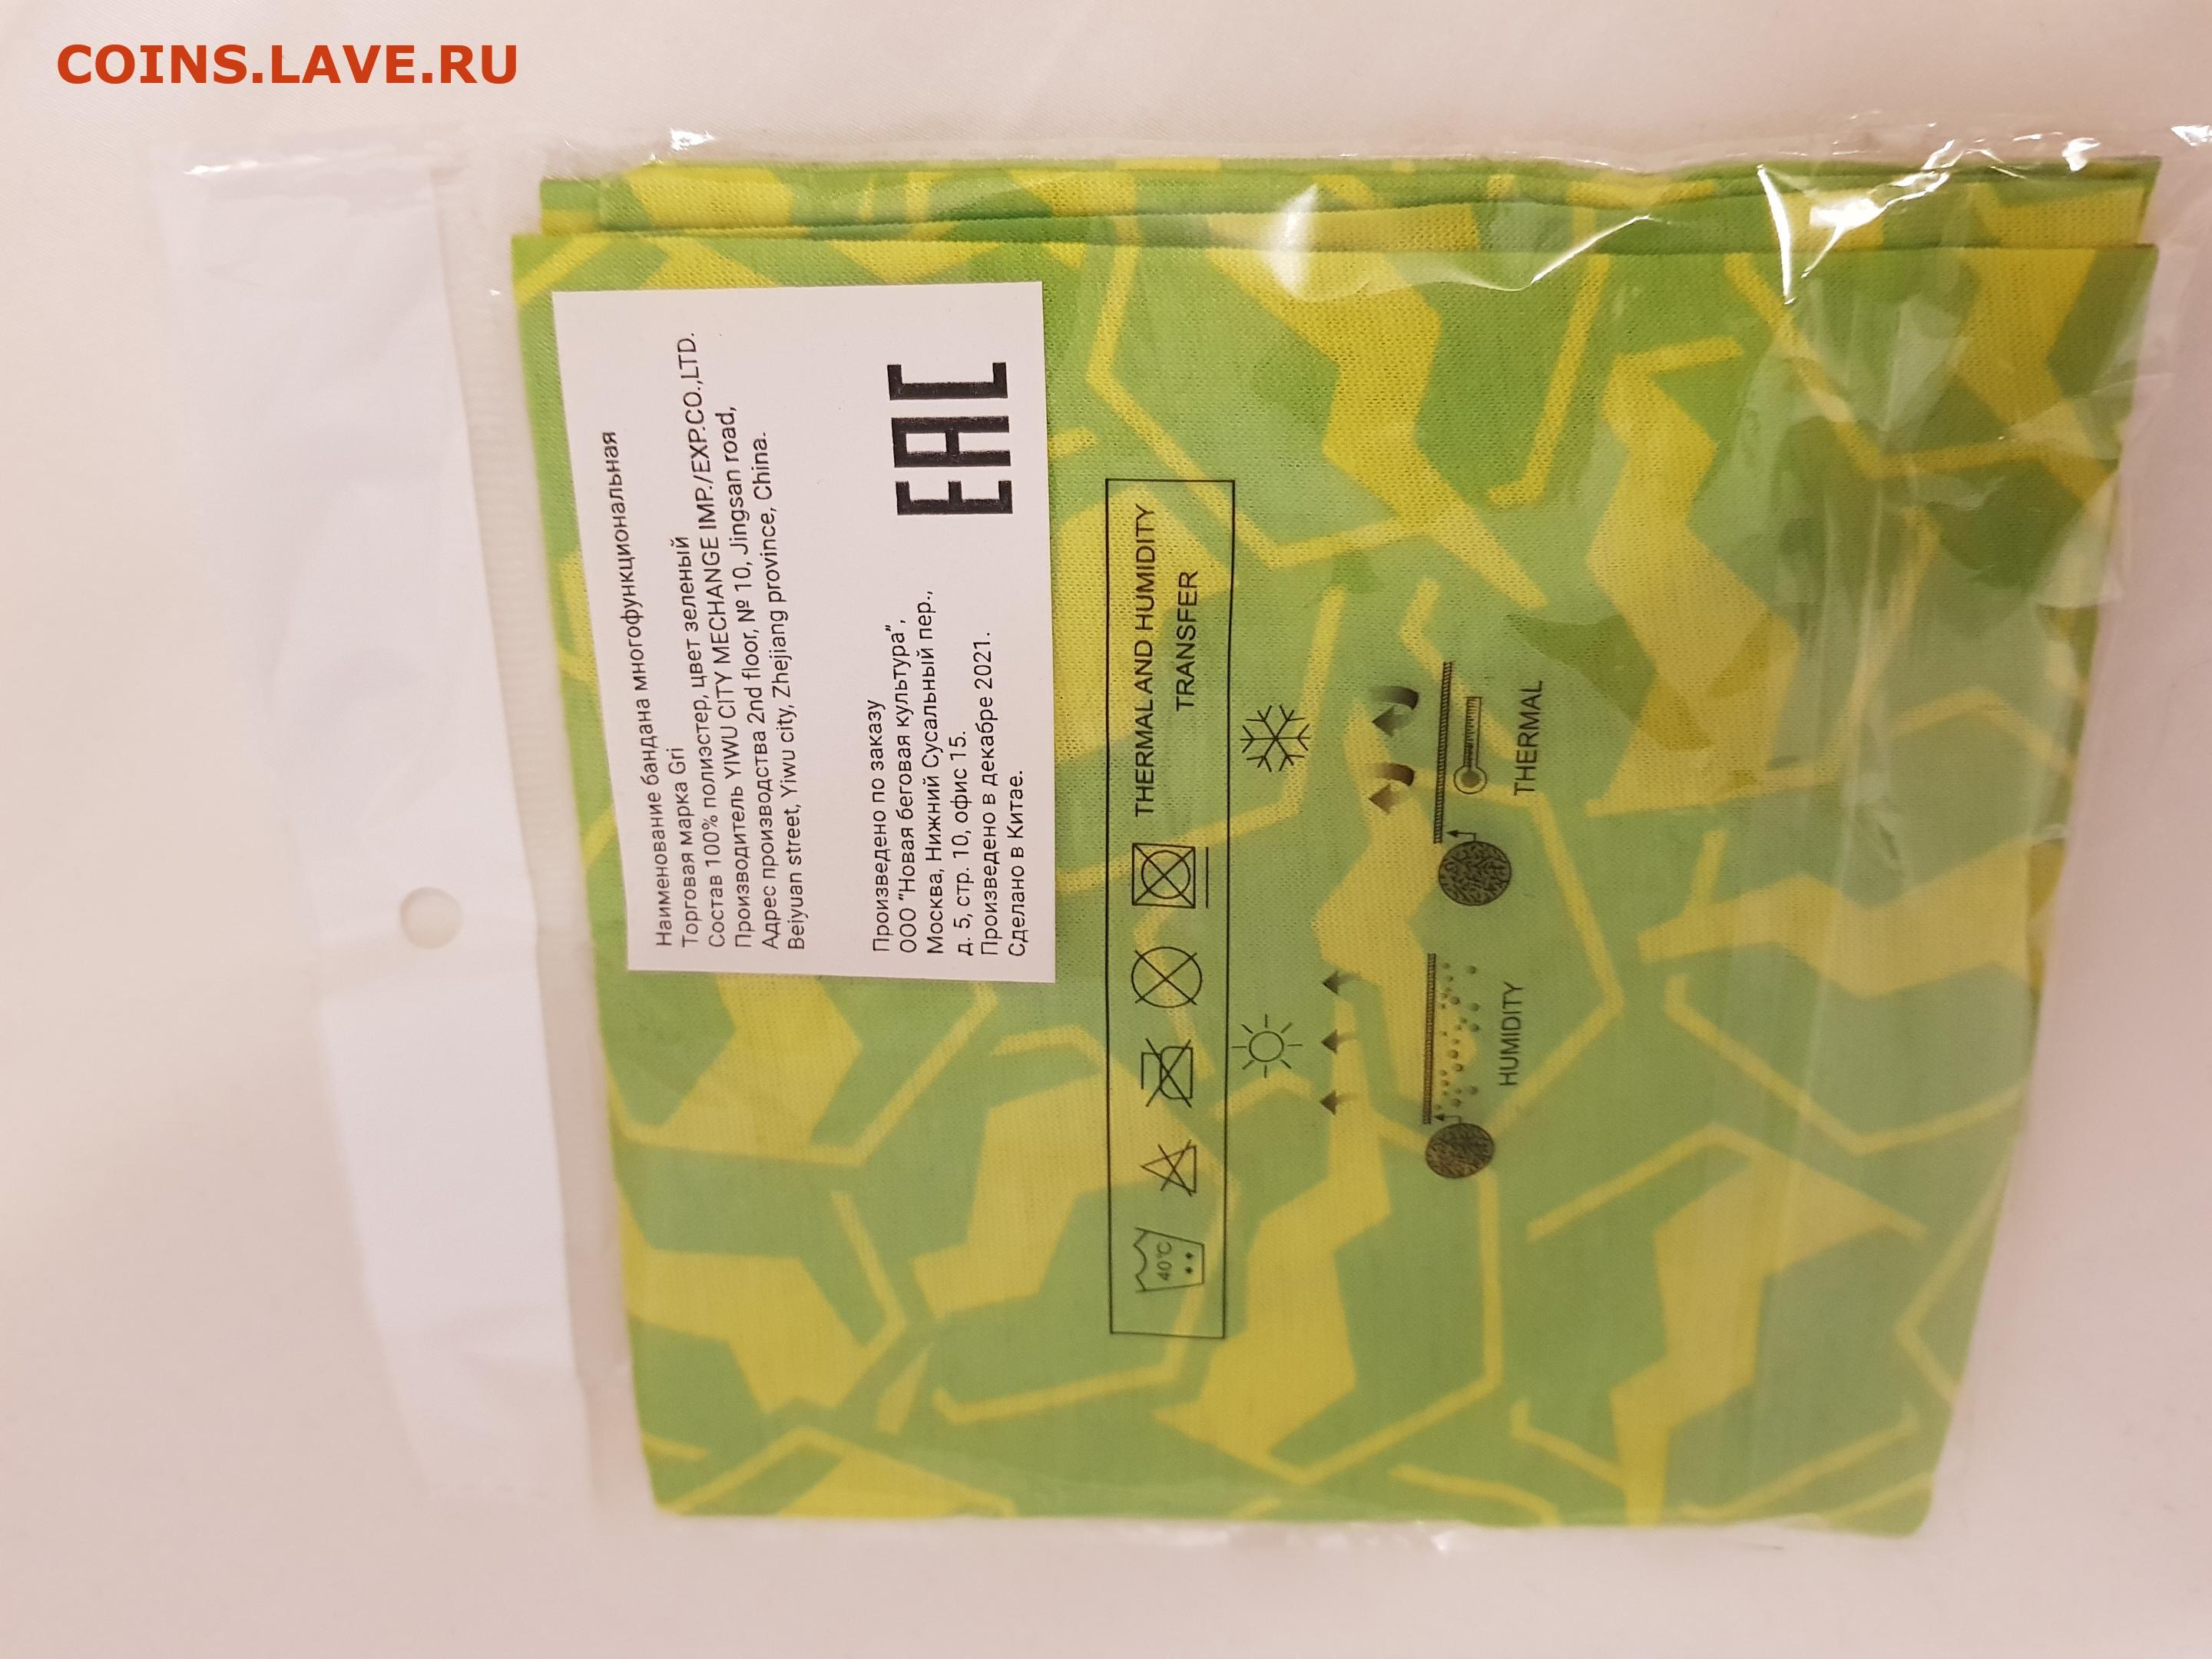 COINS.LAVE.RU
Наименование бандана многофункциональная
Торговая марка Gri
Состав 100% полиэстер, цвет зеленый
Производитель YIWU CITY MECHANGE IMP./EXP.CO.,LTD.
Адрес производства 2nd floor, № 10, Jingsan road,
Beiyuan street, Yiwu city, Zhejiang province, China.
Произведено по заказу
ООО "Новая беговая культура",
Москва, Нижний Сусальный пер.,
д. 5, стр. 10, офис 15.
Произведено в декабре 2021.
Сделано в Китае.
EAC
40°C
THERMAL AND HUMIDITY
TRANSFER
HUMIDITY
THERMAL